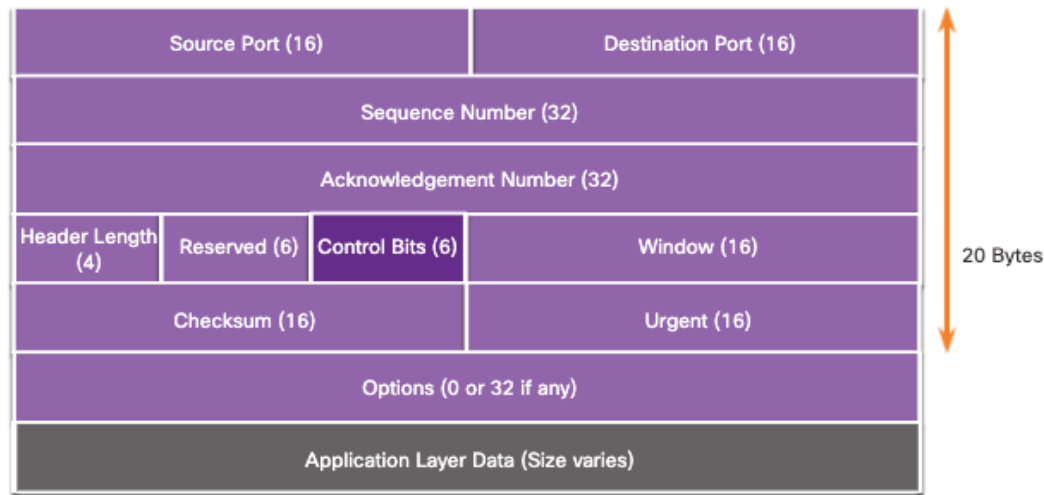 Source Port (16)
Destination Port (16)
Sequence Number (32)
Acknowledgement Number (32)
Header Length
(4)
Reserved (6)
Control Bits (6)
Window (16)
20 Bytes
Checksum (16)
Urgent (16)
Options (0 or 32 if any)
Application Layer Data (Size varies)